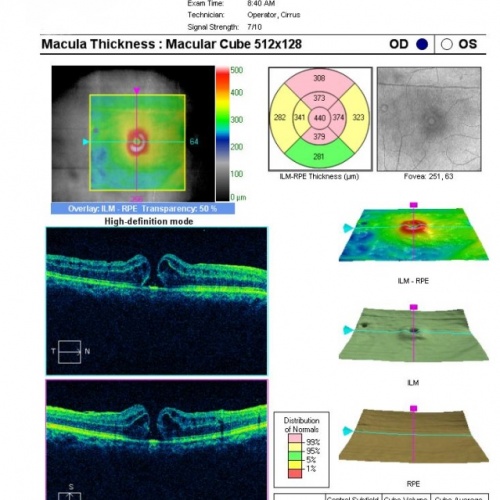 Exam Time: 8:40 AM
Technician: Operator, Cirrus
Signal Strength: 7/10
Macula Thickness : Macular Cube 512x128 OD OS
500
400
300
200
100
0 µm
64
Overlay: ILM - RPE Transparency: 50 %
308
373
282 341 440 374 323
379
281
ILM-RPE Thickness (µm)
Fovea: 251, 63
High-definition mode
T N
S
ILM - RPE
ILM
RPE
Distribution
of Normals
99%
95%
5%
1%
Central Subfield Cube Volume Cube Average